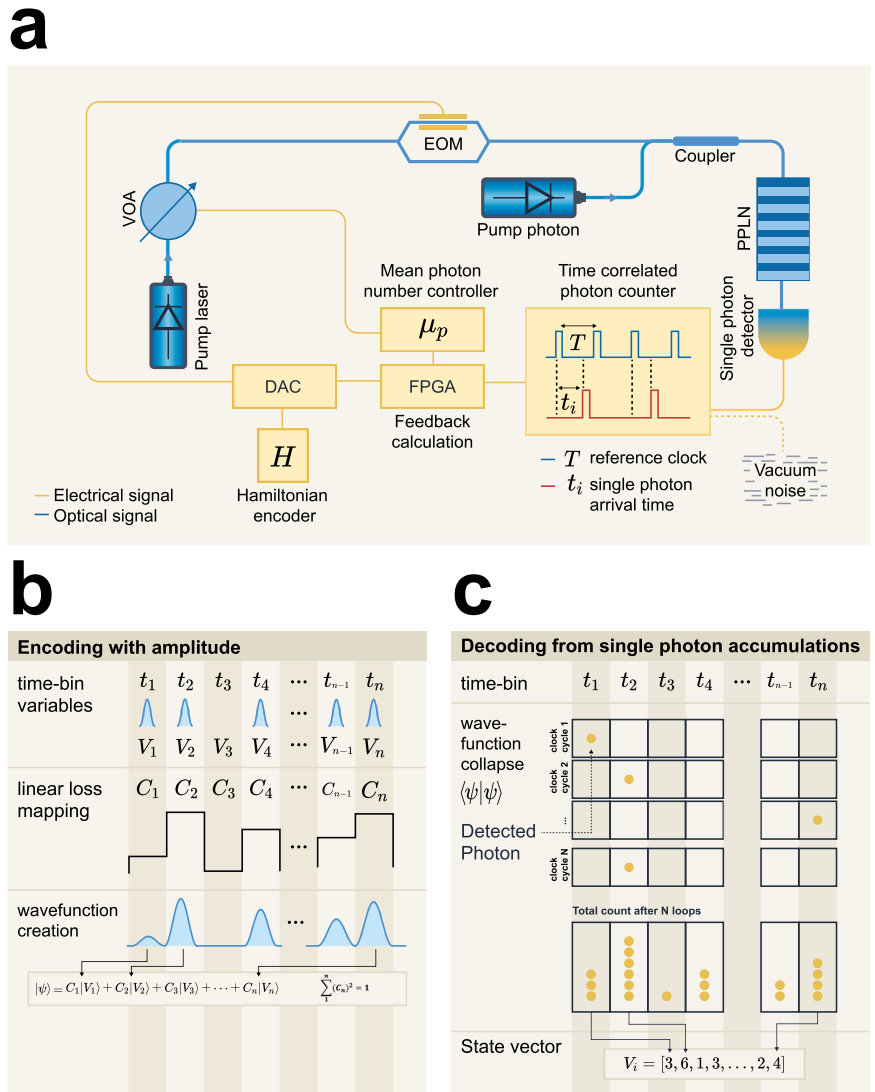 a
EOM
Coupler
VOA
Pump photon
PPLN
Pump laser
Mean photon
number controller
μp
Time correlated
photon counter
T
ti
Single photon
detector
DAC
FPGA
Feedback
calculation
H
Hamiltonian
encoder
T reference clock
ti single photon
arrival time
Vacuum
noise
Electrical signal
Optical signal
b
Encoding with amplitude
time-bin
variables
t1 t2 t3 t4 ... tn−1 tn
...
V1 V2 V3 V4 ... Vn−1 Vn
linear loss
mapping
C1 C2 C3 C4 ... Cn−1 Cn
...
wavefunction
creation
...
|ψ⟩ = C1|V1⟩ + C2|V2⟩ + C3|V3⟩ + ··· + Cn|Vn⟩
n∑1 (Cn)² = 1
c
Decoding from single photon accumulations
time-bin
t1 t2 t3 t4 ... tn−1 tn
wave-
function
collapse
⟨ψ|ψ⟩
Detected
Photon
clock
cycle 1
clock
cycle 2
...
clock
cycle N
Total count after N loops
State vector
Vi = [3, 6, 1, 3, . . . , 2, 4]